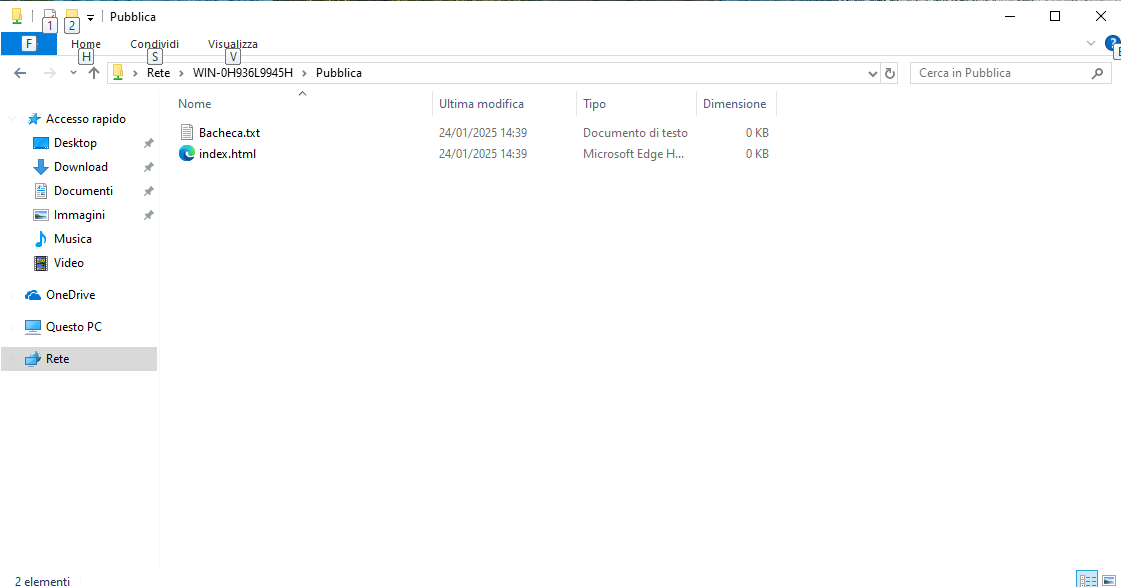 Pubblica
1 2
F Home Condividi Visualizza
H S V
Rete WIN-0H936L9945H Pubblica Cerca in Pubblica
Nome Ultima modifica Tipo Dimensione
Bacheca.txt 24/01/2025 14:39 Documento di testo 0 KB
index.html 24/01/2025 14:39 Microsoft Edge H... 0 KB
Accesso rapido
Desktop
Download
Documenti
Immagini
Musica
Video
OneDrive
Questo PC
Rete
2 elementi